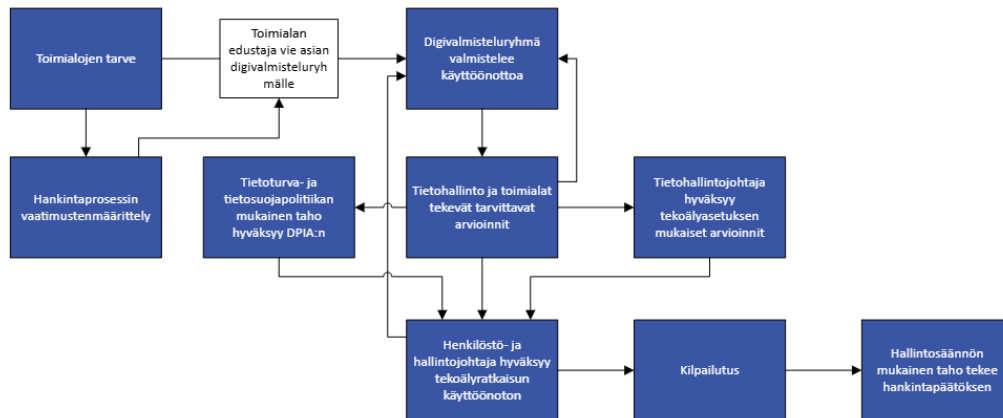 Toimialojen tarve
Toimialan
edustaja vie asian
digivalmisteluryh
mälle
Digivalmisteluryhmä
valmistelee
käyttöönottoa
Hankintaprosessin
vaatimustenmäärittely
Tietoturva- ja
tietosuojapolitiikan
mukainen taho
hyväksyy DPIA:n
Tietohallinto ja toimialat
tekevät tarvittavat
arvioinnit
Tietohallintojohtaja
hyväksyy
tekoälyasetuksen
mukaiset arvioinnit
Henkilöstö- ja
hallintojohtaja hyväksyy
tekoälyratkaisun
käyttöönoton
Kilpailutus
Hallintosäännön
mukainen taho tekee
hankintapäätöksen